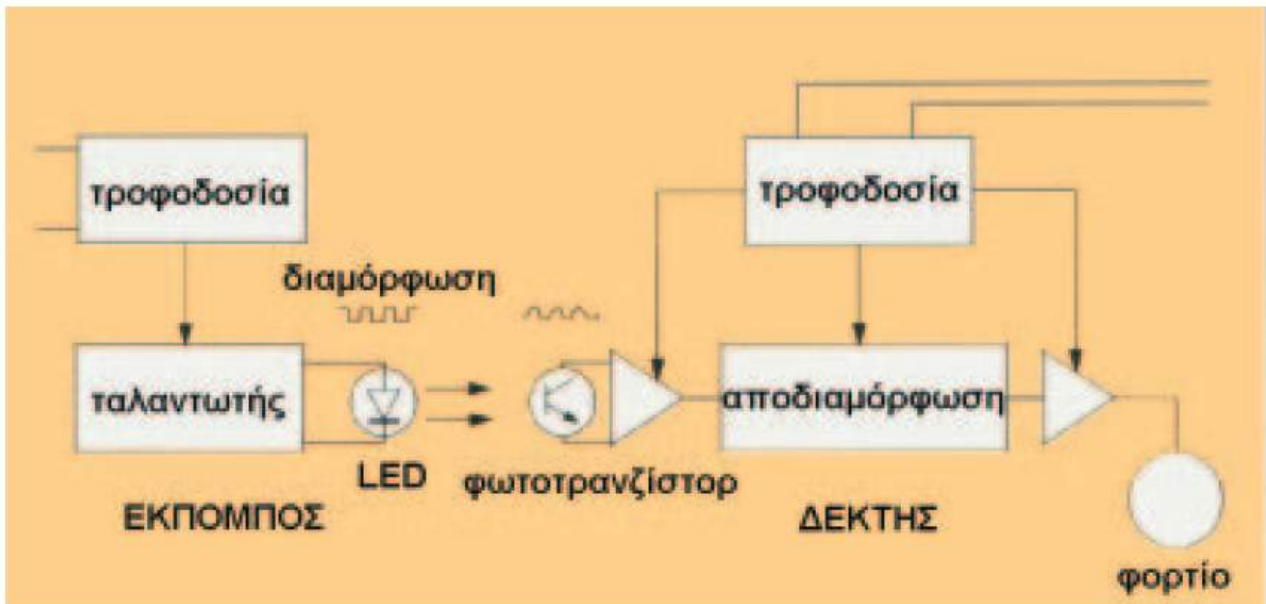 τροφοδοσία
τροφοδοσία
διαμόρφωση
ταλαντωτής
αποδιαμόρφωση
LED
φωτοτρανζίστορ
ΕΚΠΟΜΠΟΣ
ΔΕΚΤΗΣ
φορτίο